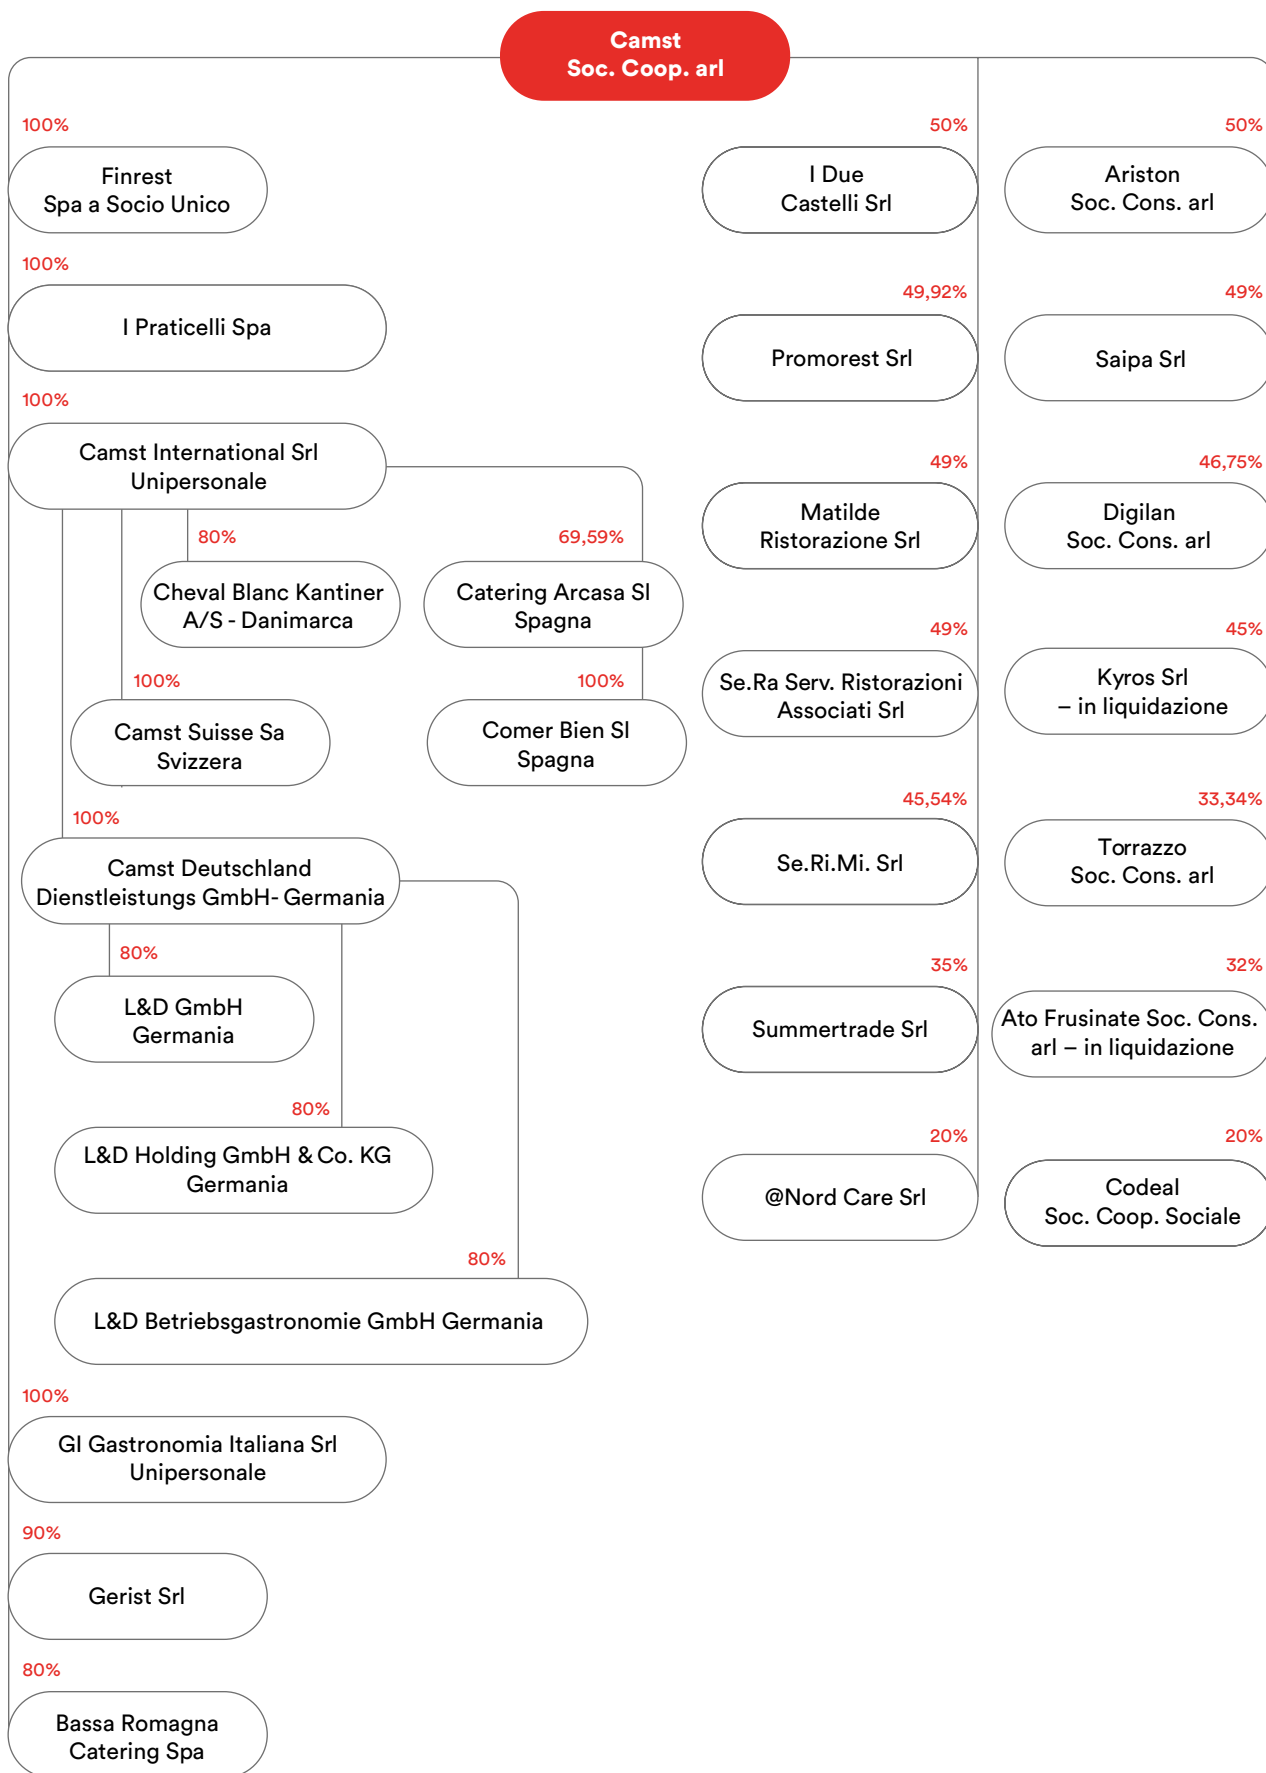 Camst
Soc. Coop. arl
100%
Finrest
Spa a Socio Unico
100%
I Praticelli Spa
100%
Camst International Srl
Unipersonale
80%
Cheval Blanc Kantiner
A/S - Danimarca
69,59%
Catering Arcasa Sl
Spagna
100%
Camst Suisse Sa
Svizzera
100%
Comer Bien Sl
Spagna
100%
Camst Deutschland
Dienstleistungs GmbH- Germania
80%
L&D GmbH
Germania
80%
L&D Holding GmbH & Co. KG
Germania
80%
L&D Betriebsgastronomie GmbH Germania
100%
GI Gastronomia Italiana Srl
Unipersonale
90%
Gerist Srl
80%
Bassa Romagna
Catering Spa
50%
I Due
Castelli Srl
49,92%
Promorest Srl
49%
Matilde
Ristorazione Srl
49%
Se.Ra Serv. Ristorazioni
Associati Srl
45,54%
Se.Ri.Mi. Srl
35%
Summertrade Srl
20%
@Nord Care Srl
50%
Ariston
Soc. Cons. arl
49%
Saipa Srl
46,75%
Digilan
Soc. Cons. arl
45%
Kyros Srl
– in liquidazione
33,34%
Torrazzo
Soc. Cons. arl
32%
Ato Frusinate Soc. Cons.
arl – in liquidazione
20%
Codeal
Soc. Coop. Sociale